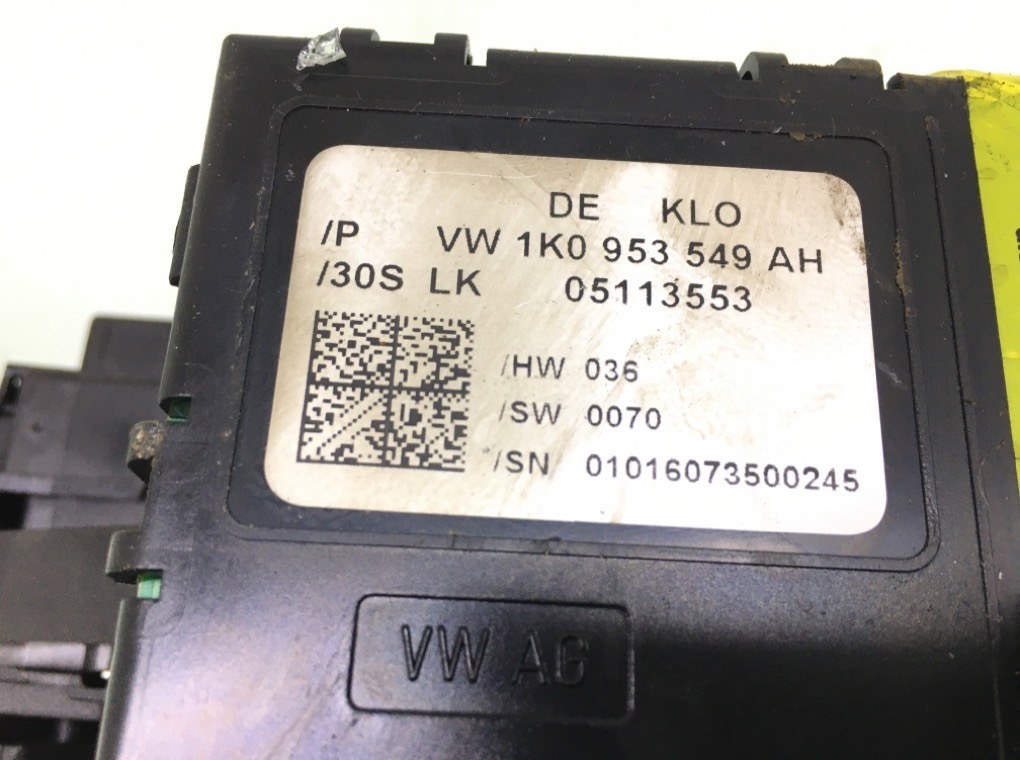 DE KLO
/P VW 1K0 953 549 AH
/30S LK 05113553
/HW 036
/SW 0070
/SN 01016073500245
VW AG